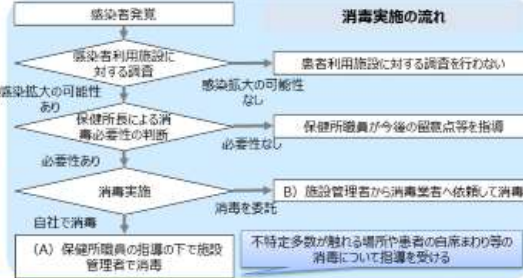 感染者発覚
消毒実施の流れ
感染者利用施設に
対する調査
患者利用施設に対する調査を行わない
感染拡大の可能性
あり
感染拡大の可能性
なし
保健所長による消
毒必要性の判断
保健所職員が今後の留意点等を指導
必要性なし
必要性あり
消毒実施
B）施設管理者から消毒業者へ依頼して消毒
消毒を委託
自社で消毒
（A）保健所職員の指導の下で施設
管理者で消毒
不特定多数が触れる場所や患者の自席まわり等の
消毒について指導を受ける